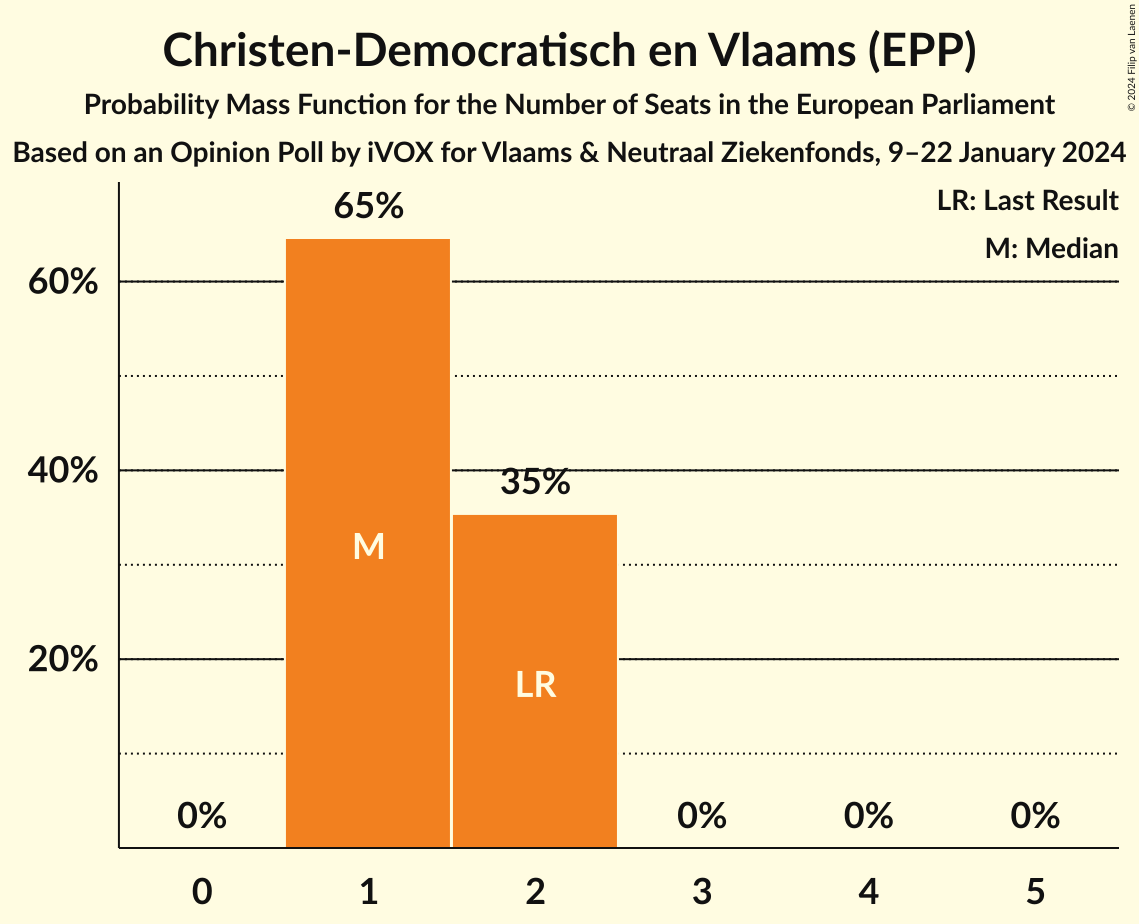 Christen-Democratisch en Vlaams (EPP)
Probability Mass Function for the Number of Seats in the European Parliament
Based on an Opinion Poll by iVOX for Vlaams & Neutraal Ziekenfonds, 9–22 January 2024
© 2024 Filip van Laenen
LR: Last Result
M: Median
65%
60%
40%
35%
M
20%
LR
0%
0%
0%
0%
0
1
2
3
4
5